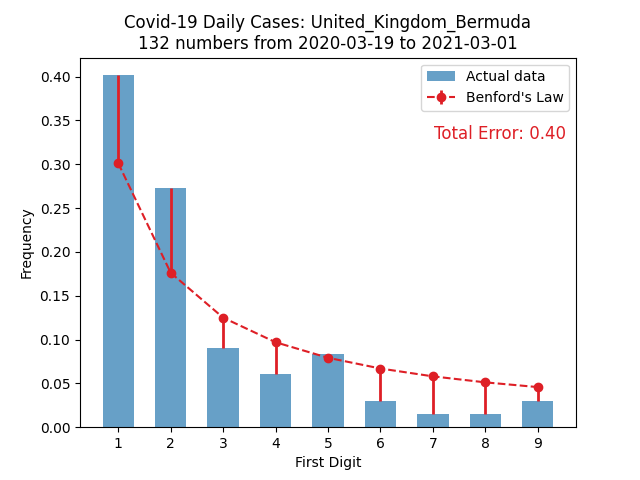 Covid-19 Daily Cases: United_Kingdom_Bermuda
132 numbers from 2020-03-19 to 2021-03-01
Actual data
Benford's Law
Total Error: 0.40
Frequency
0.40
0.35
0.30
0.25
0.20
0.15
0.10
0.05
0.00
1 2 3 4 5 6 7 8 9
First Digit